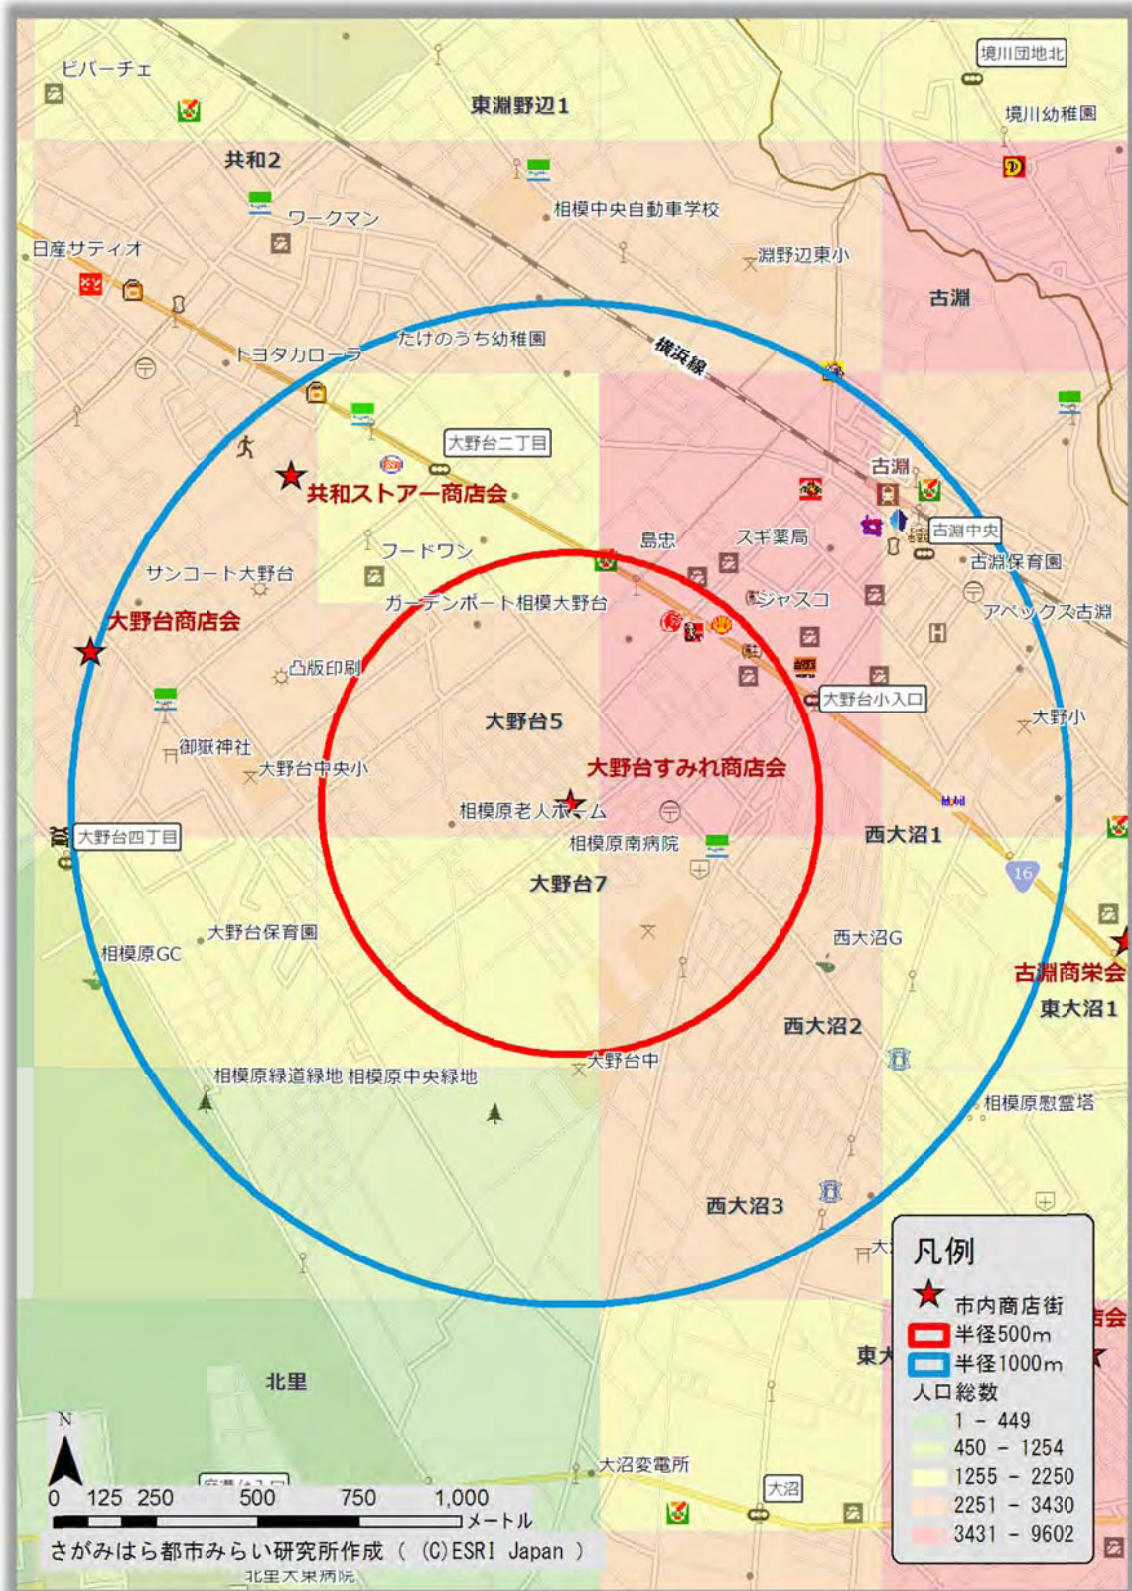 境川団地北
ビバーチェ
東淵野辺1
境川幼稚園
共和2
ワークマン
相模中央自動車学校
日産サティオ
淵野辺東小
古淵
たけのうち幼稚園
横浜線
トヨタカローラ
大野台二丁目
共和ストアー商店会
古淵
古淵中央
フードワン
島忠
スギ薬局
古淵保育園
サンコート大野台
ガーデンポート相模大野台
ジャスコ
アペックス古淵
大野台商店会
凸版印刷
大野台小入口
大野台5
大野小
御嶽神社
大野台中央小
大野台すみれ商店会
相模原老人ホーム
大野台四丁目
相模原南病院
西大沼1
大野台7
16
大野台保育園
西大沼G
相模原GC
古淵商栄会
東大沼1
西大沼2
大野台中
相模原緑道緑地
相模原中央緑地
相模原慰霊塔
西大沼3
凡例
市内商店街
半径500m
半径1000m
人口総数
1 - 449
450 - 1254
1255 - 2250
2251 - 3430
3431 - 9602
店会
東大
北里
大沼変電所
大沼
N
0 125 250 500 750 1,000
メートル
さがみはら都市みらい研究所作成 ( (C)ESRI Japan )
北里大東病院